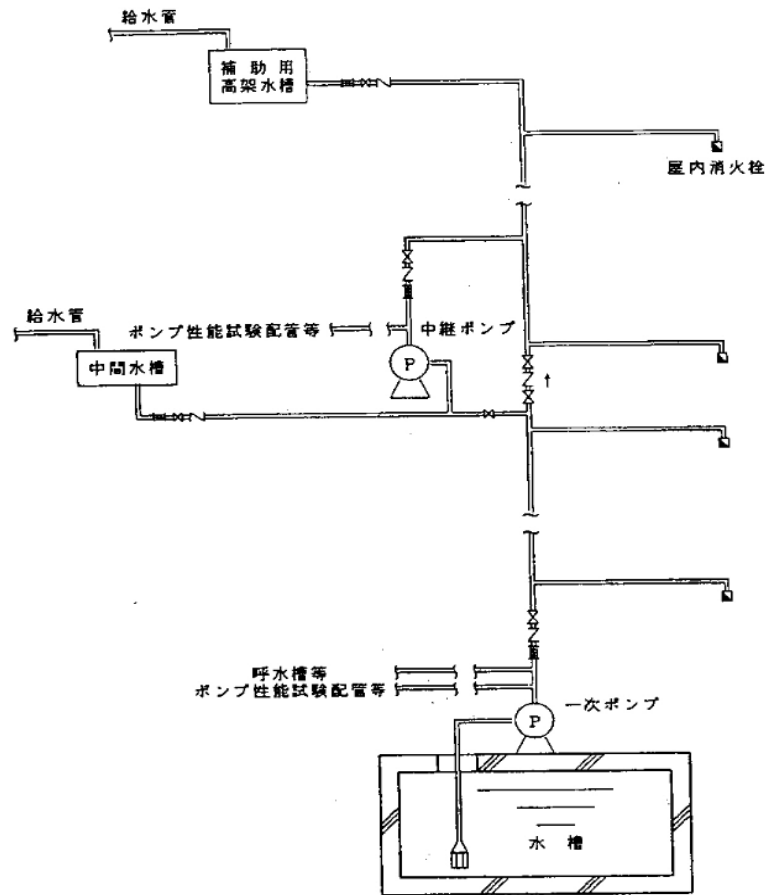 給水管
補助用
高架水槽
屋内消火栓
給水管
ポンプ性能試験配管等
中継ポンプ
P
中間水槽
↑
呼水槽等
ポンプ性能試験配管等
一次ポンプ
P
水槽